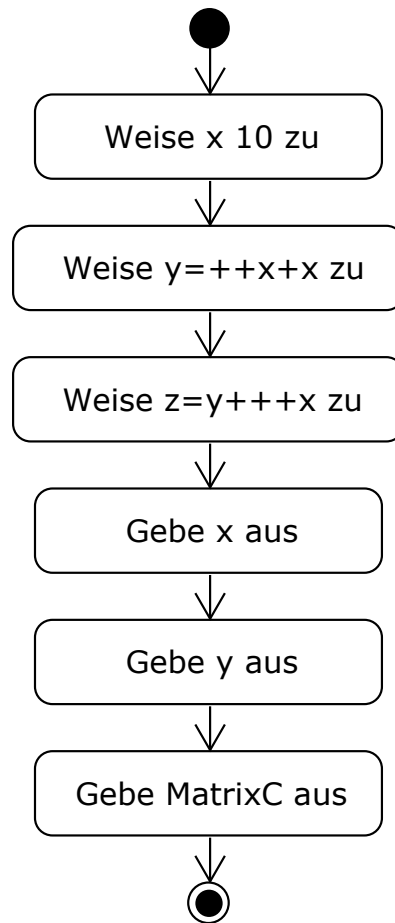 Weise x 10 zu
Weise y=++x+x zu
Weise z=y+++x zu
Gebe x aus
Gebe y aus
Gebe MatrixC aus